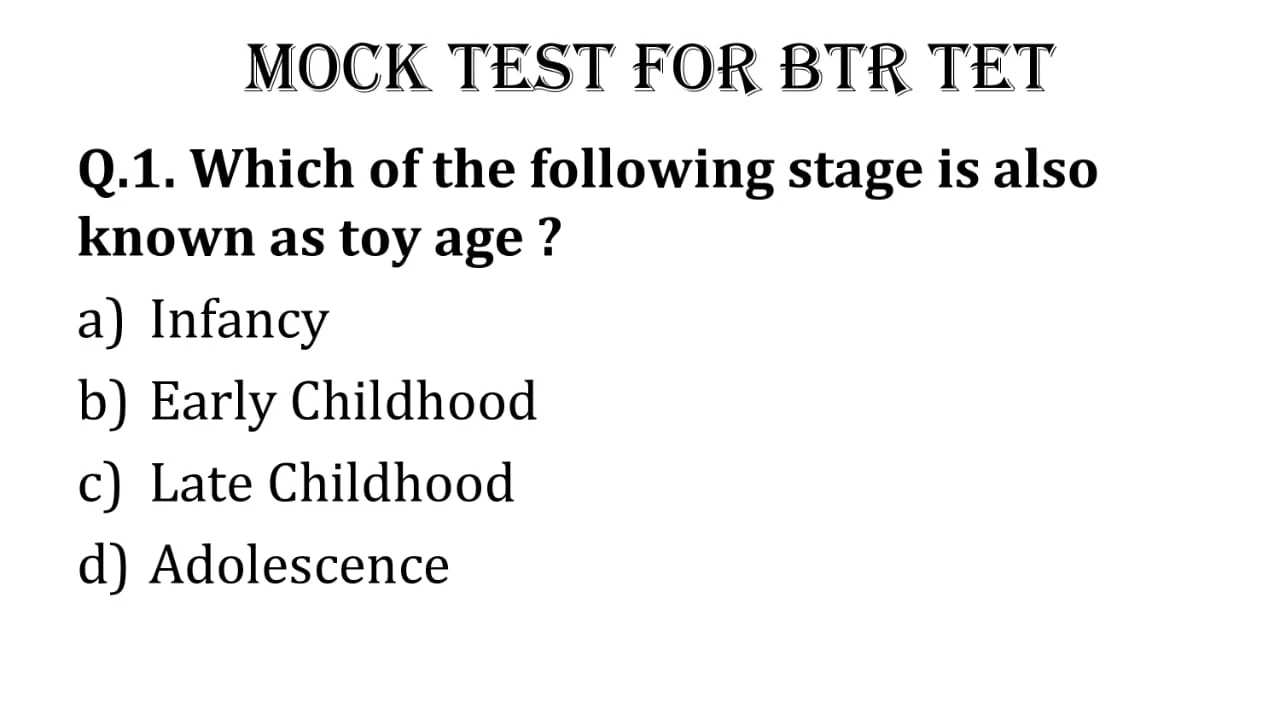 MOCK TEST FOR BTR TET
Q.1. Which of the following stage is also
known as toy age ?
a) Infancy
b) Early Childhood
c) Late Childhood
d) Adolescence